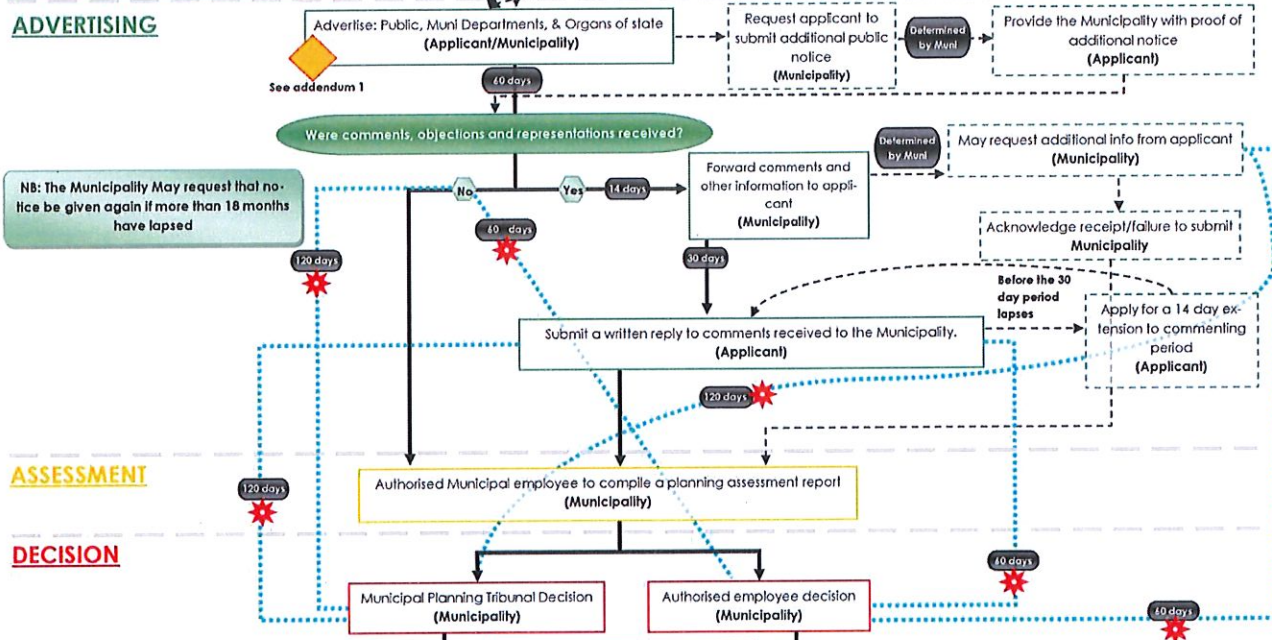 ADVERTISING
Advertise: Public, Muni Departments, & Organs of state
(Applicant/Municipality)
See addendum 1
Request applicant to
submit additional public
notice
(Municipality)
Determined
by Muni
Provide the Municipality with proof of
additional notice
(Applicant)
60 days
Were comments, objections and representations received?
NB: The Municipality May request that no-
tice be given again if more than 18 months
have lapsed
No
Yes
14 days
Forward comments and
other information to appli-
cant
(Municipality)
Determined
by Muni
May request additional info from applicant
(Municipality)
Acknowledge receipt/failure to submit
Municipality
60 days
120 days
30 days
Before the 30
day period
lapses
Apply for a 14 day ex-
tension to commenting
period
(Applicant)
Submit a written reply to comments received to the Municipality.
(Applicant)
120 days
ASSESSMENT
Authorised Municipal employee to compile a planning assessment report
(Municipality)
120 days
DECISION
Municipal Planning Tribunal Decision
(Municipality)
Authorised employee decision
(Municipality)
60 days
60 days